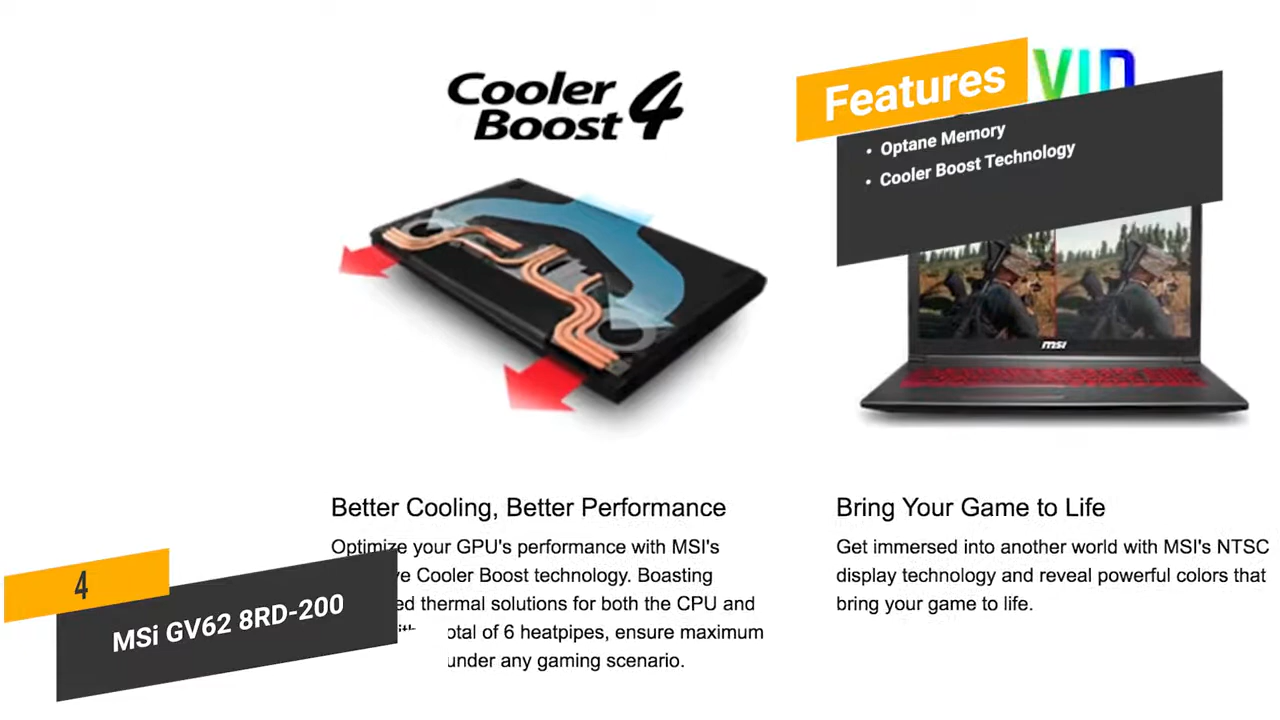 Cooler
Boost 4
Features
• Optane Memory
• Cooler Boost Technology
msi
Better Cooling, Better Performance
Optimize your GPU's performance with MSI's
Cooler Boost technology. Boasting
thermal solutions for both the CPU and
of 6 heatpipes, ensure maximum
under any gaming scenario.
Bring Your Game to Life
Get immersed into another world with MSI's NTSC
display technology and reveal powerful colors that
bring your game to life.
4
MSi GV62 8RD-200